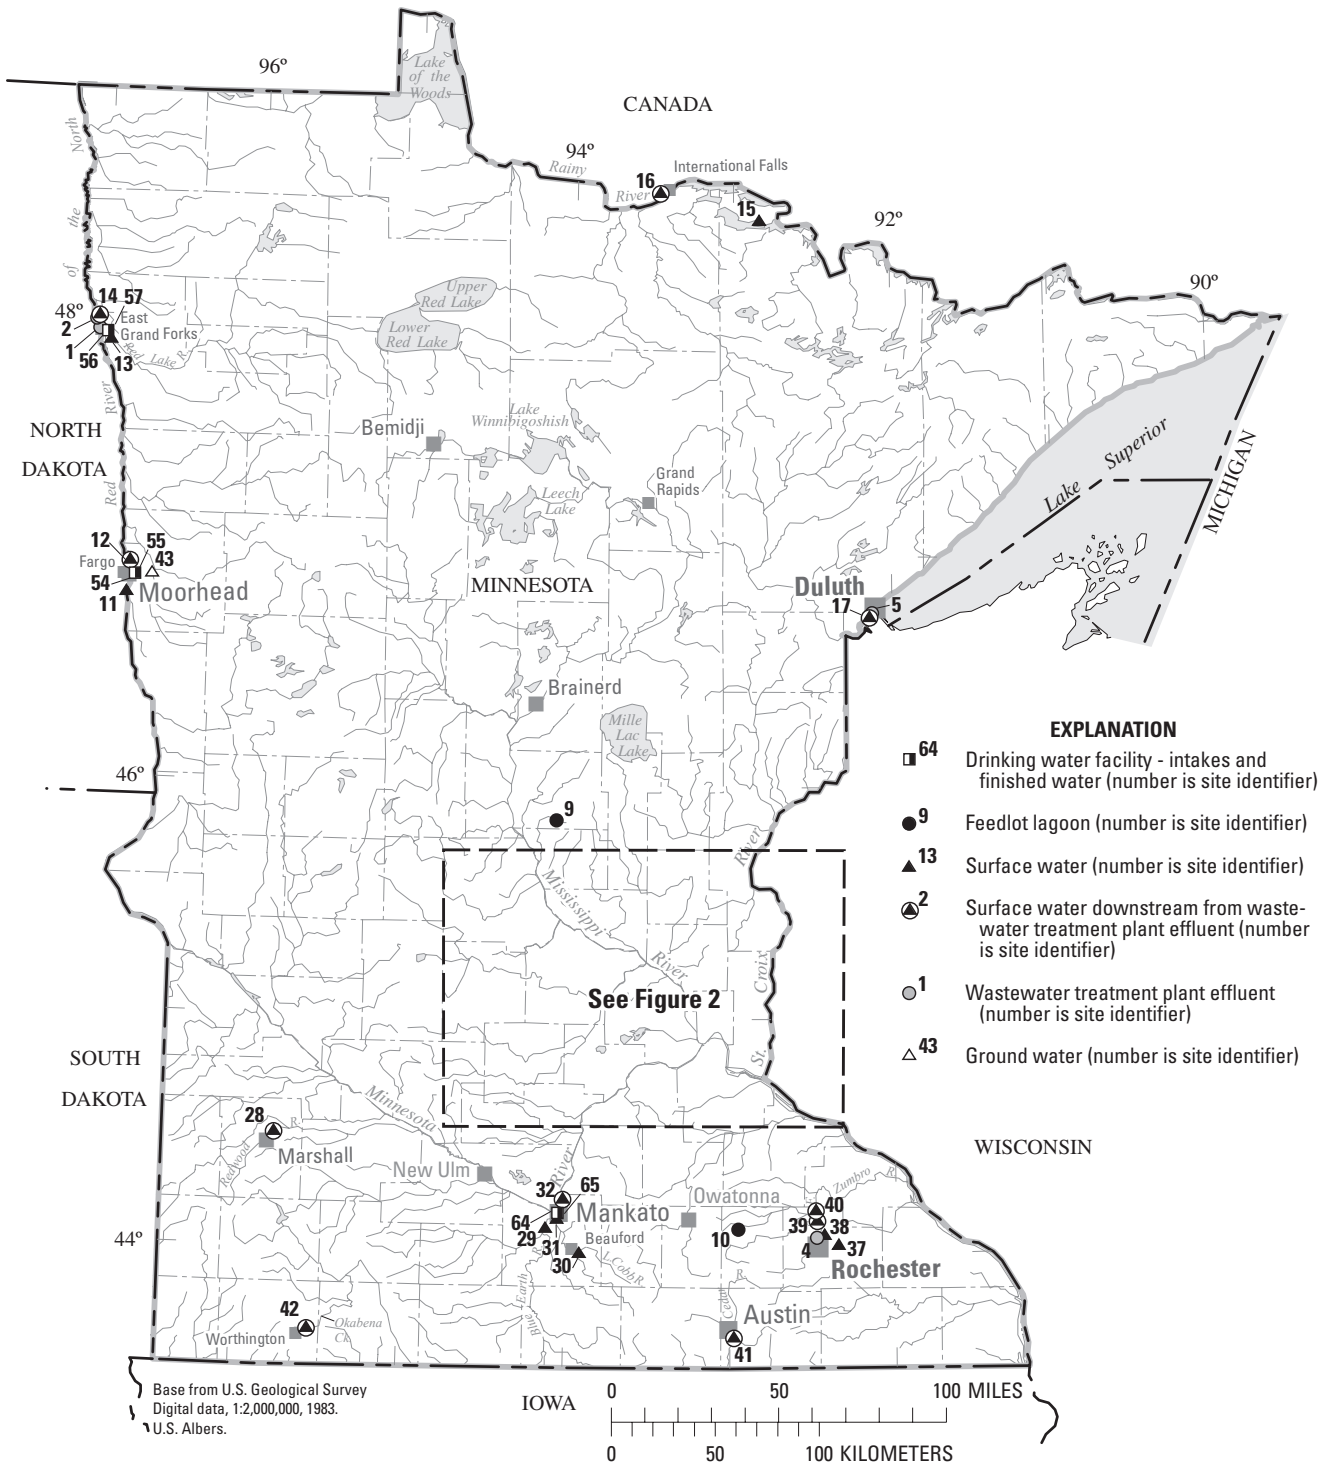 96º
Lake
of the
Woods
CANADA
94º
Rainy
River
International Falls
16
15
92º
90º
North
the
of
14
57
48º
East
Grand Forks
2
1
56
13
Red Lake R.
Upper
Red Lake
Lower
Red Lake
River
Red
NORTH
DAKOTA
Bemidji
Lake
Winnibigoshish
Leech
Lake
Grand
Rapids
Lake Superior
MICHIGAN
12
55
43
Fargo
54
11
Moorhead
MINNESOTA
Duluth
17
5
Brainerd
Mille
Lac
Lake
46º
9
EXPLANATION
64
Drinking water facility - intakes and
finished water (number is site identifier)
9
Feedlot lagoon (number is site identifier)
13
Surface water (number is site identifier)
2
Surface water downstream from waste-
water treatment plant effluent (number
is site identifier)
1
Wastewater treatment plant effluent
(number is site identifier)
43
Ground water (number is site identifier)
River
Mississippi
River
Croix
St.
See Figure 2
SOUTH
DAKOTA
Minnesota
River
28
R.
Redwood
Marshall
New Ulm
WISCONSIN
32
65
64
Mankato
29
31
Beauford
30
L.CobbR.
R.
Blue Earth
Owatonna
10
Zumbro R.
40
39
38
4
37
Rochester
44º
42
Okabena
Ck.
Worthington
R.
Cedar
Austin
41
Base from U.S. Geological Survey
Digital data, 1:2,000,000, 1983.
U.S. Albers.
IOWA
0 50 100 MILES
0 50 100 KILOMETERS